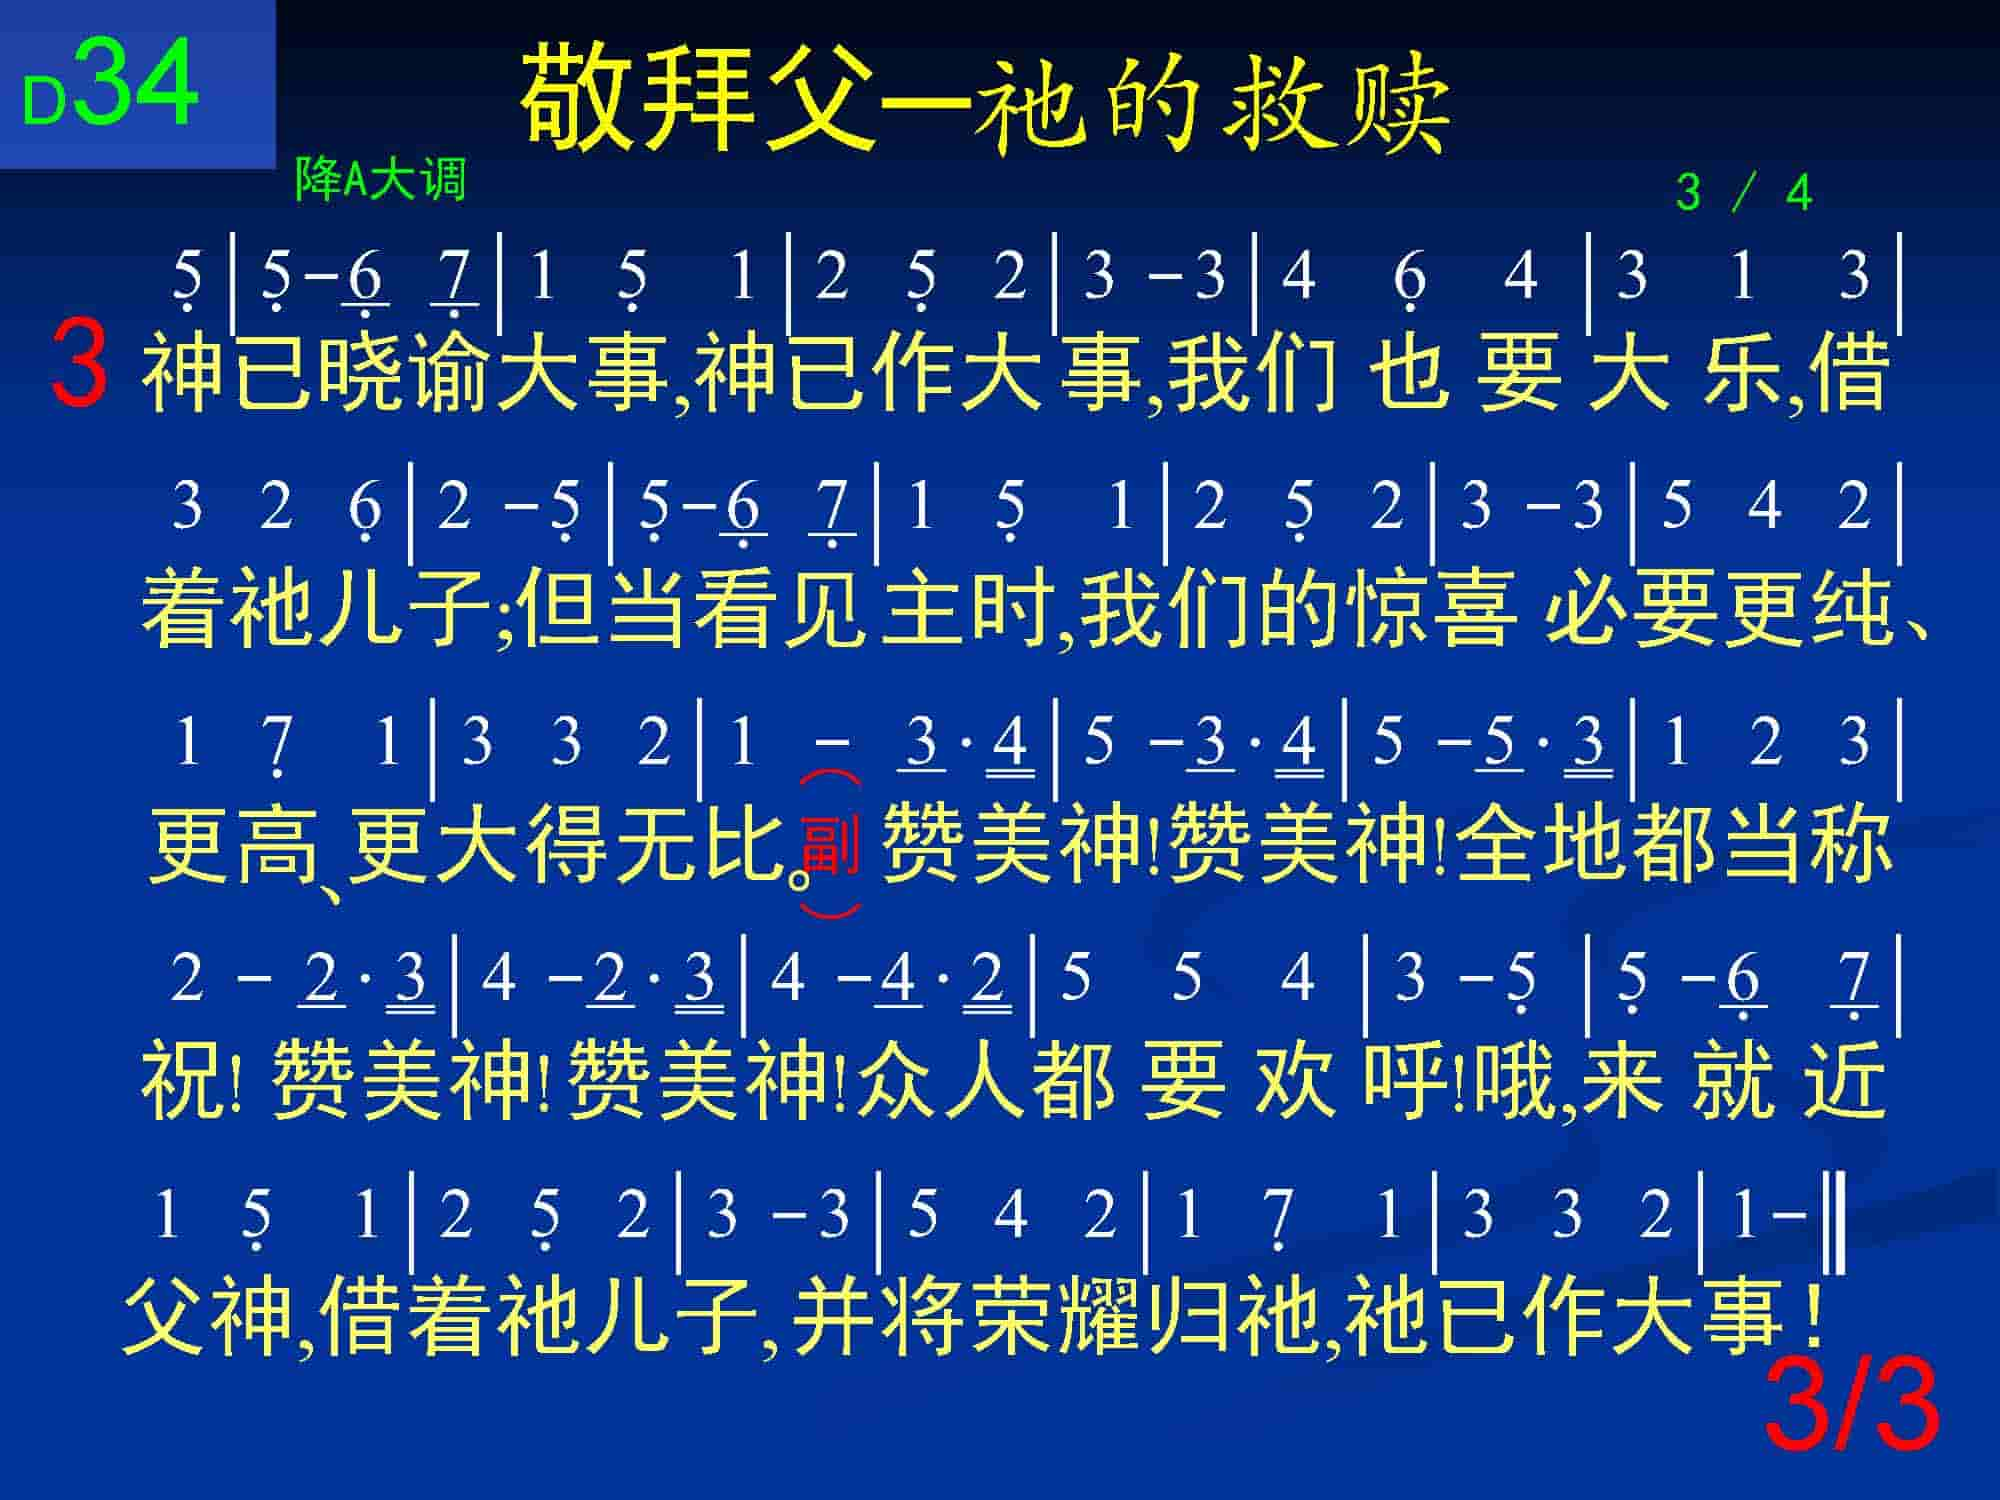 D34
敬拜父—祂的救赎
降A大调
3 / 4
5̣ | 5̣ - 6̣ 7̣ | 1 5̣ 1 | 2 5̣ 2 | 3 - 3 | 4 6̣ 4 | 3 1 3 |
3 神已晓谕大事,神已作大事,我们也要大乐,借
3 2 6̣ | 2 - 5̣ | 5̣ - 6̣ 7̣ | 1 5̣ 1 | 2 5̣ 2 | 3 - 3 | 5 4 2 |
着祂儿子;但当看见主时,我们的惊喜必要更纯、
1 7̣ 1 | 3 3 2 | 1 - 3 · 4 | 5 - 3 · 4 | 5 - 5 · 3 | 1 2 3 |
更高、更大得无比。(副) 赞美神!赞美神!全地都当称
2 - 2 · 3 | 4 - 2 · 3 | 4 - 4 · 2 | 5 5 4 | 3 - 5̣ | 5̣ - 6̣ 7̣ |
祝!赞美神!赞美神!众人都要欢呼!哦,来就近
1 5̣ 1 | 2 5̣ 2 | 3 - 3 | 5 4 2 | 1 7̣ 1 | 3 3 2 | 1 - ‖
父神,借着祂儿子,并将荣耀归祂,祂已作大事!
3/3